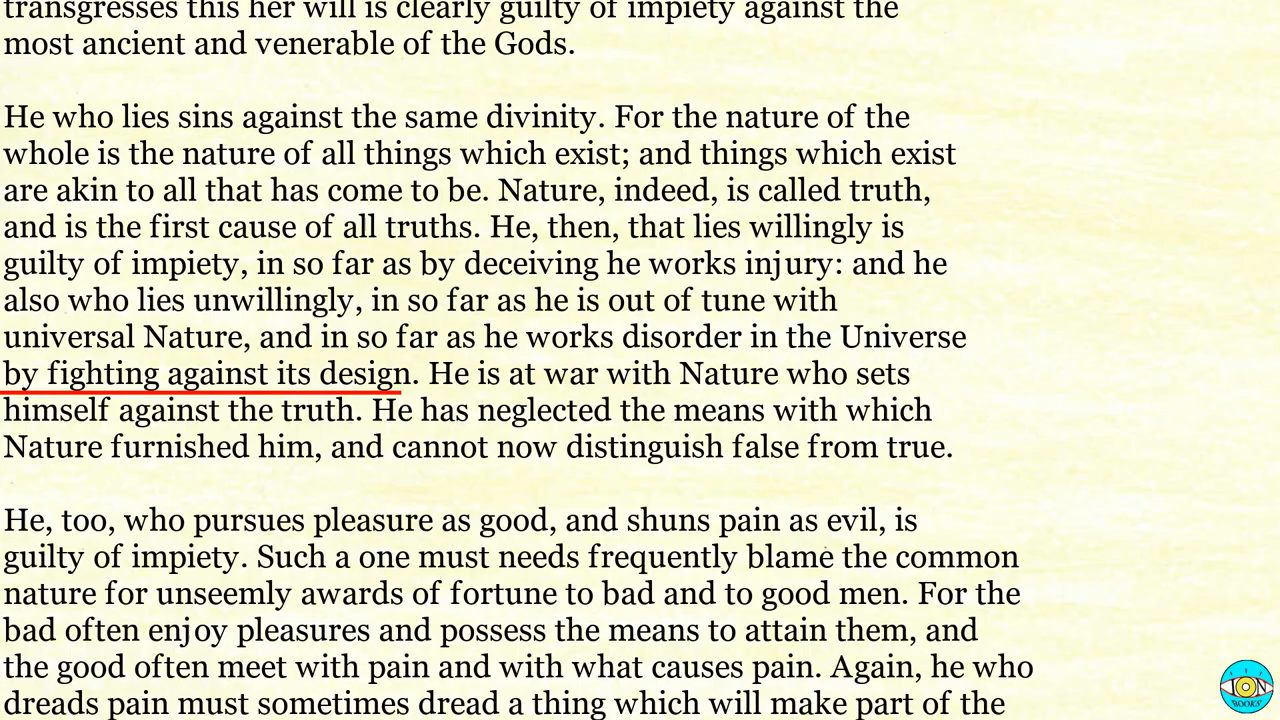 transgresses this her will is clearly guilty of impiety against the
most ancient and venerable of the Gods.
He who lies sins against the same divinity. For the nature of the
whole is the nature of all things which exist; and things which exist
are akin to all that has come to be. Nature, indeed, is called truth,
and is the first cause of all truths. He, then, that lies willingly is
guilty of impiety, in so far as by deceiving he works injury: and he
also who lies unwillingly, in so far as he is out of tune with
universal Nature, and in so far as he works disorder in the Universe
by fighting against its design. He is at war with Nature who sets
himself against the truth. He has neglected the means with which
Nature furnished him, and cannot now distinguish false from true.
He, too, who pursues pleasure as good, and shuns pain as evil, is
guilty of impiety. Such a one must needs frequently blame the common
nature for unseemly awards of fortune to bad and to good men. For the
bad often enjoy pleasures and possess the means to attain them, and
the good often meet with pain and with what causes pain. Again, he who
dreads pain must sometimes dread a thing which will make part of the
ION
BOOKS